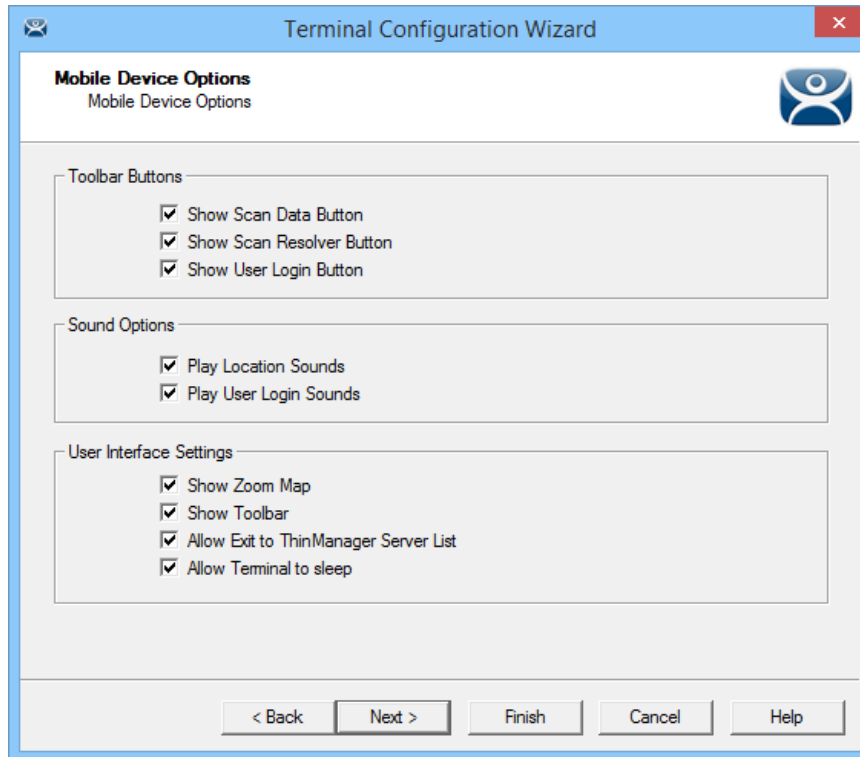 Terminal Configuration Wizard
Mobile Device Options
Mobile Device Options
Toolbar Buttons
Show Scan Data Button
Show Scan Resolver Button
Show User Login Button
Sound Options
Play Location Sounds
Play User Login Sounds
User Interface Settings
Show Zoom Map
Show Toolbar
Allow Exit to ThinManager Server List
Allow Terminal to sleep
< Back Next > Finish Cancel Help